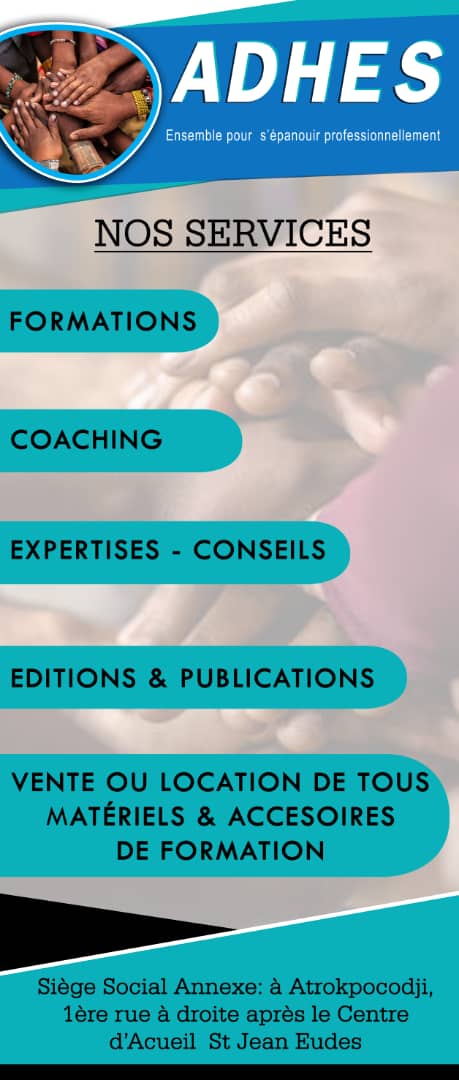 ADHES
Ensemble pour s'épanouir professionnellement
NOS SERVICES
FORMATIONS
COACHING
EXPERTISES - CONSEILS
EDITIONS & PUBLICATIONS
VENTE OU LOCATION DE TOUS
MATÉRIELS & ACCESOIRES
DE FORMATION
Siège Social Annexe: à Atrokpocodji,
1ère rue à droite après le Centre
d'Acueil St Jean Eudes